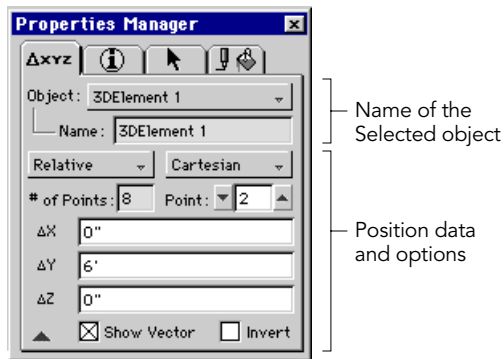 Properties Manager
ΔXYZ
Object: 3DElement 1
Name: 3DElement 1
Relative Cartesian
# of Points: 8 Point: 2
ΔX 0"
ΔY 6'
ΔZ 0"
Show Vector Invert
Name of the
Selected object
Position data
and options